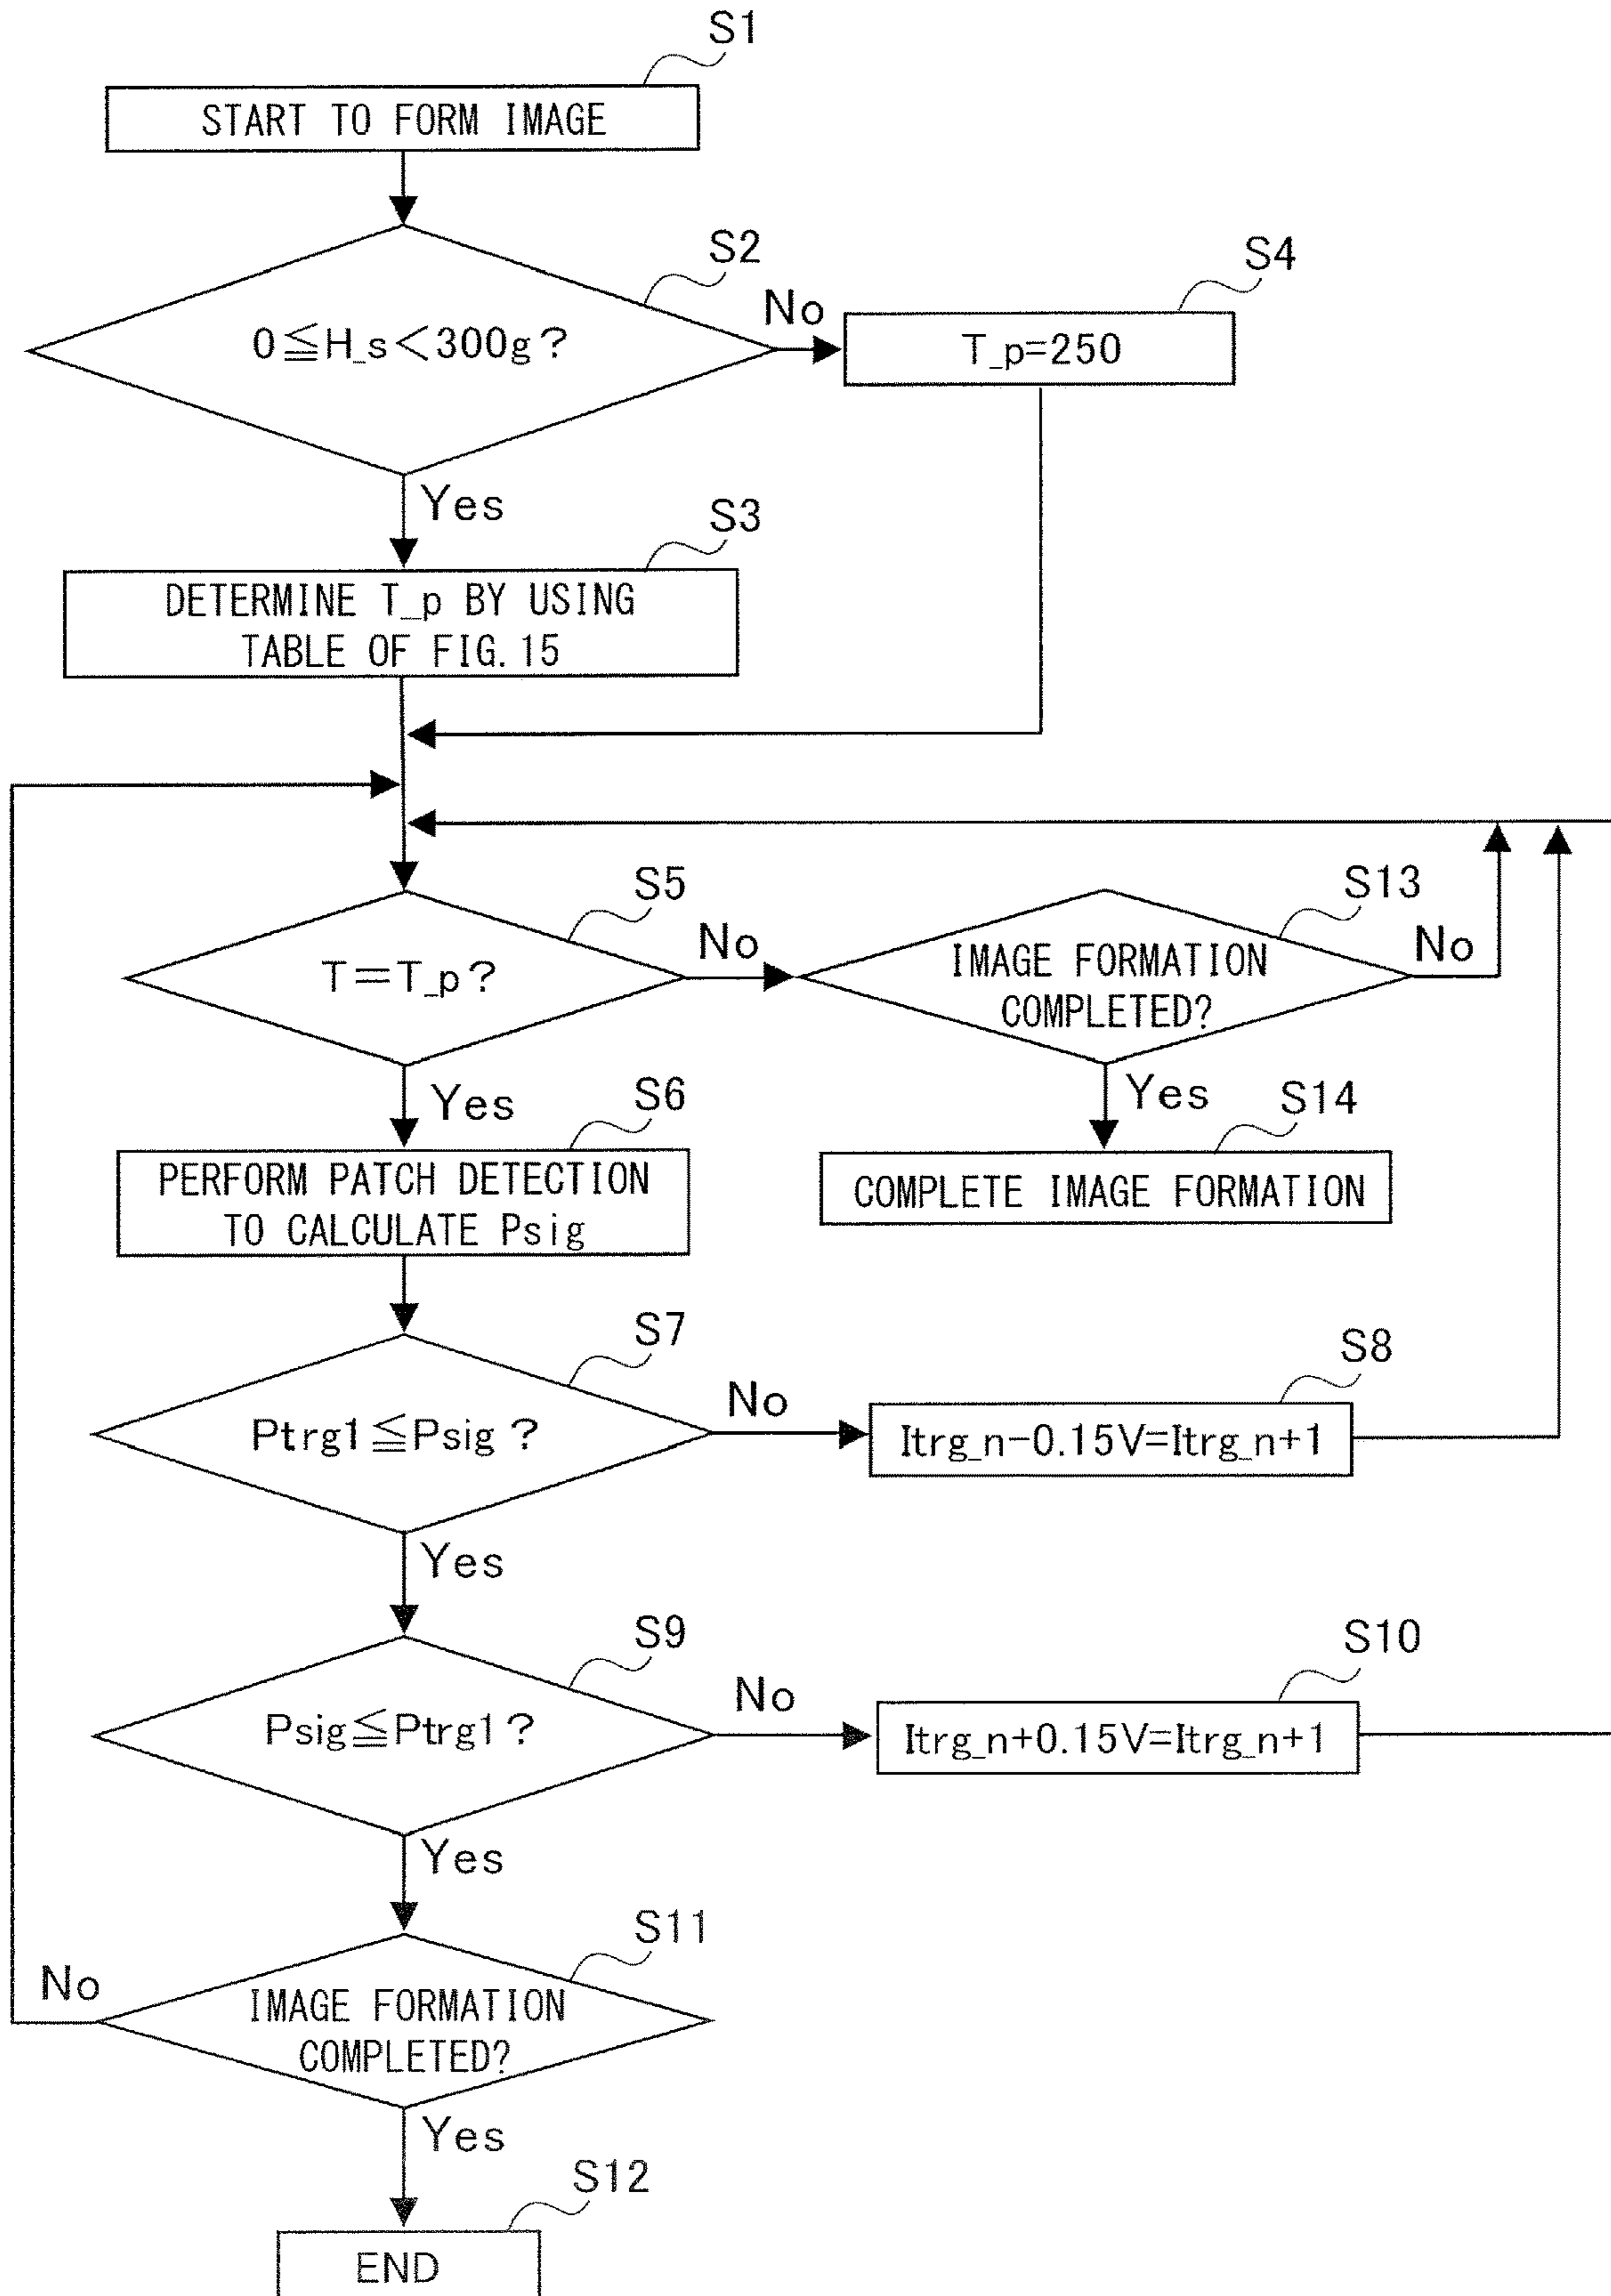 S1
START TO FORM IMAGE
S2
0≦H_s<300g?
No
S4
T_p=250
Yes
S3
DETERMINE T_p BY USING
TABLE OF FIG.15
S5
T=T_p?
No
S13
IMAGE FORMATION
COMPLETED?
No
Yes
S6
PERFORM PATCH DETECTION
TO CALCULATE Psig
Yes
S14
COMPLETE IMAGE FORMATION
S7
Ptrg1≦Psig?
No
S8
Itrg_n-0.15V=Itrg_n+1
Yes
S9
Psig≦Ptrg1?
No
S10
Itrg_n+0.15V=Itrg_n+1
Yes
S11
No
IMAGE FORMATION
COMPLETED?
Yes
S12
END